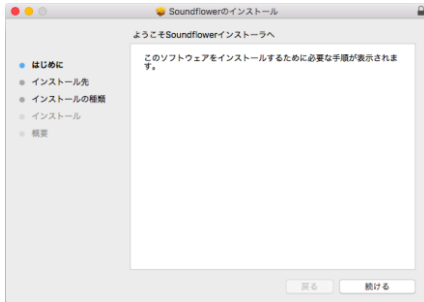 Soundflowerのインストール
ようこそSoundflowerインストーラへ
はじめに
インストール先
インストールの種類
インストール
概要
このソフトウェアをインストールするために必要な手順が表示されま
す。
戻る
続ける